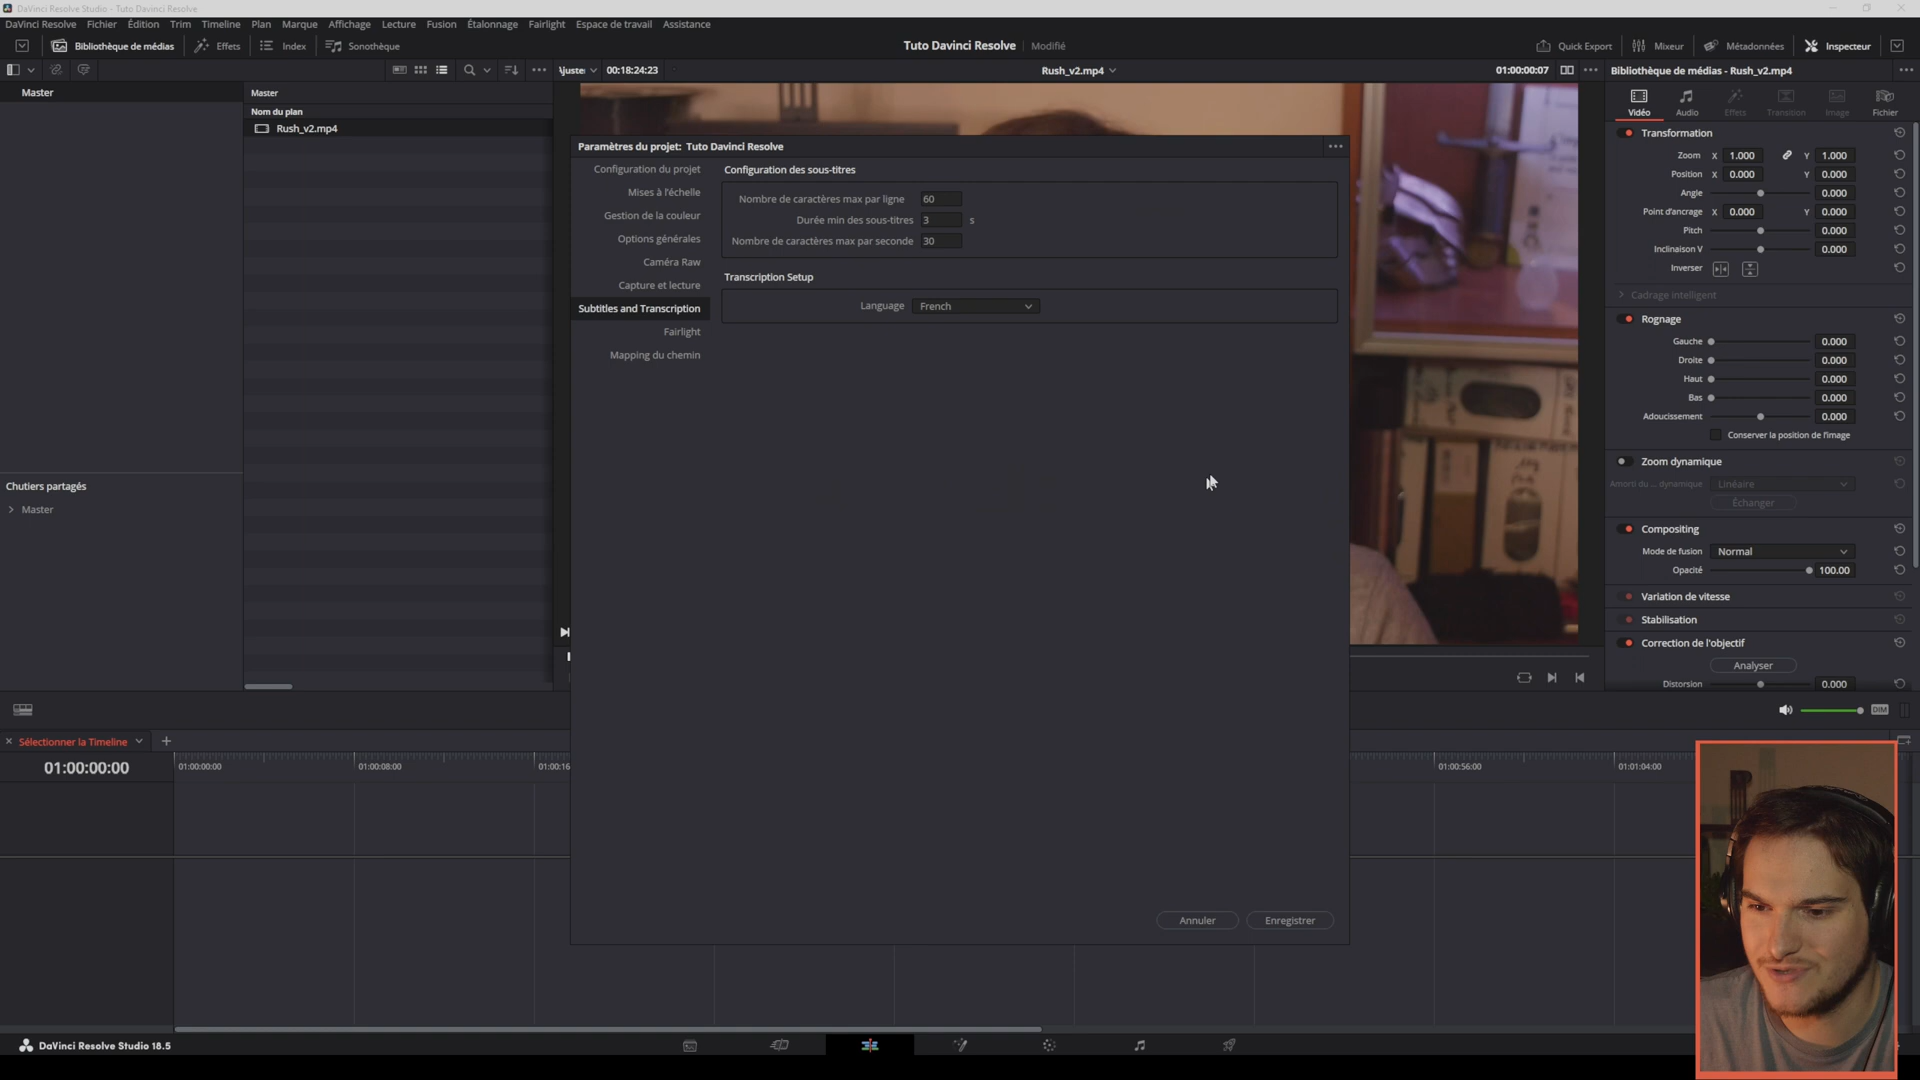 DaVinci Resolve Studio - Tuto Davinci Resolve
DaVinci Resolve Fichier Édition Trim Timeline Plan Marque Affichage Lecture Fusion Étalonnage Fairlight Espace de travail Assistance
Bibliothèque de médias Effets Index Sonothèque Tuto Davinci Resolve Modifié Quick Export Mixeur Métadonnées Inspecteur
Ajuster 00:18:24:23 Rush_v2.mp4 01:00:00:07 Bibliothèque de médias - Rush_v2.mp4
Master Master
Nom du plan
Rush_v2.mp4
Chutiers partagés
Master
Paramètres du projet: Tuto Davinci Resolve
Configuration du projet
Mises à l'échelle
Gestion de la couleur
Options générales
Caméra Raw
Capture et lecture
Subtitles and Transcription
Fairlight
Mapping du chemin
Configuration des sous-titres
Nombre de caractères max par ligne 60
Durée min des sous-titres 3 s
Nombre de caractères max par seconde 30
Transcription Setup
Language French
Annuler Enregistrer
Vidéo Audio Effets Transition Image Fichier
Transformation
Zoom X 1.000 Y 1.000
Position X 0.000 Y 0.000
Angle 0.000
Point d'ancrage X 0.000 Y 0.000
Pitch 0.000
Inclinaison V 0.000
Inverser
Cadrage intelligent
Rognage
Gauche 0.000
Droite 0.000
Haut 0.000
Bas 0.000
Adoucissement 0.000
Conserver la position de l'image
Zoom dynamique
Amorti du ... dynamique Linéaire
Échanger
Compositing
Mode de fusion Normal
Opacité 100.00
Variation de vitesse
Stabilisation
Correction de l'objectif
Analyser
Distorsion 0.000
DIM
Sélectionner la Timeline
01:00:00:00 01:00:00:00 01:00:08:00 01:00:16 01:00:56:00 01:01:04:00
DaVinci Resolve Studio 18.5